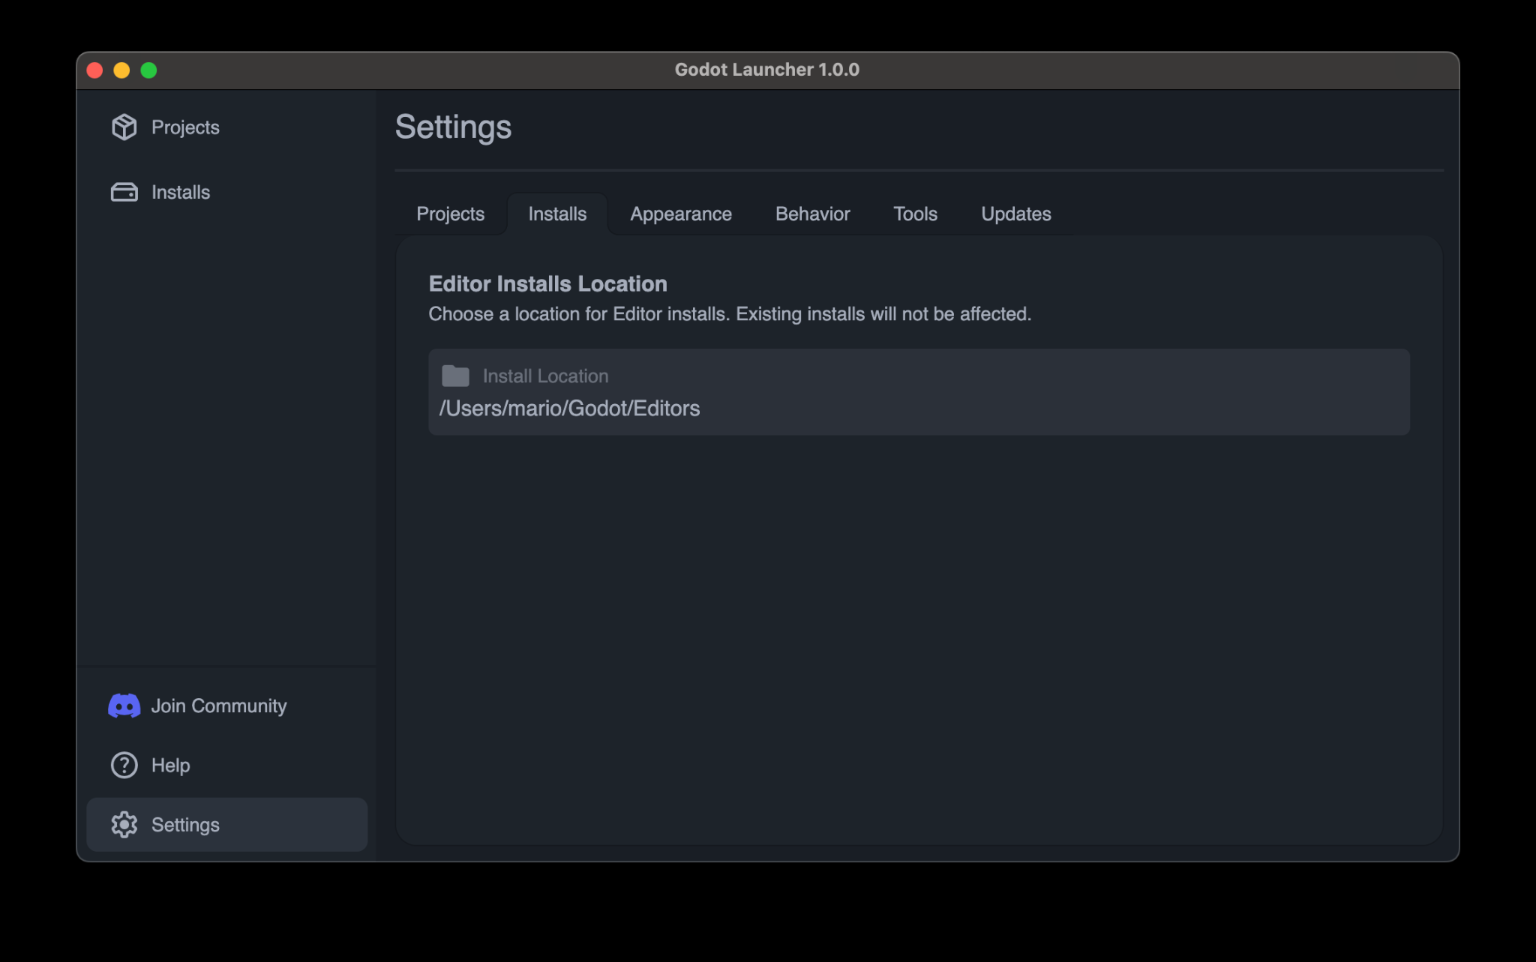 Godot Launcher 1.0.0
Projects
Installs
Settings
Projects Installs Appearance Behavior Tools Updates
Editor Installs Location
Choose a location for Editor installs. Existing installs will not be affected.
Install Location
/Users/mario/Godot/Editors
Join Community
Help
Settings